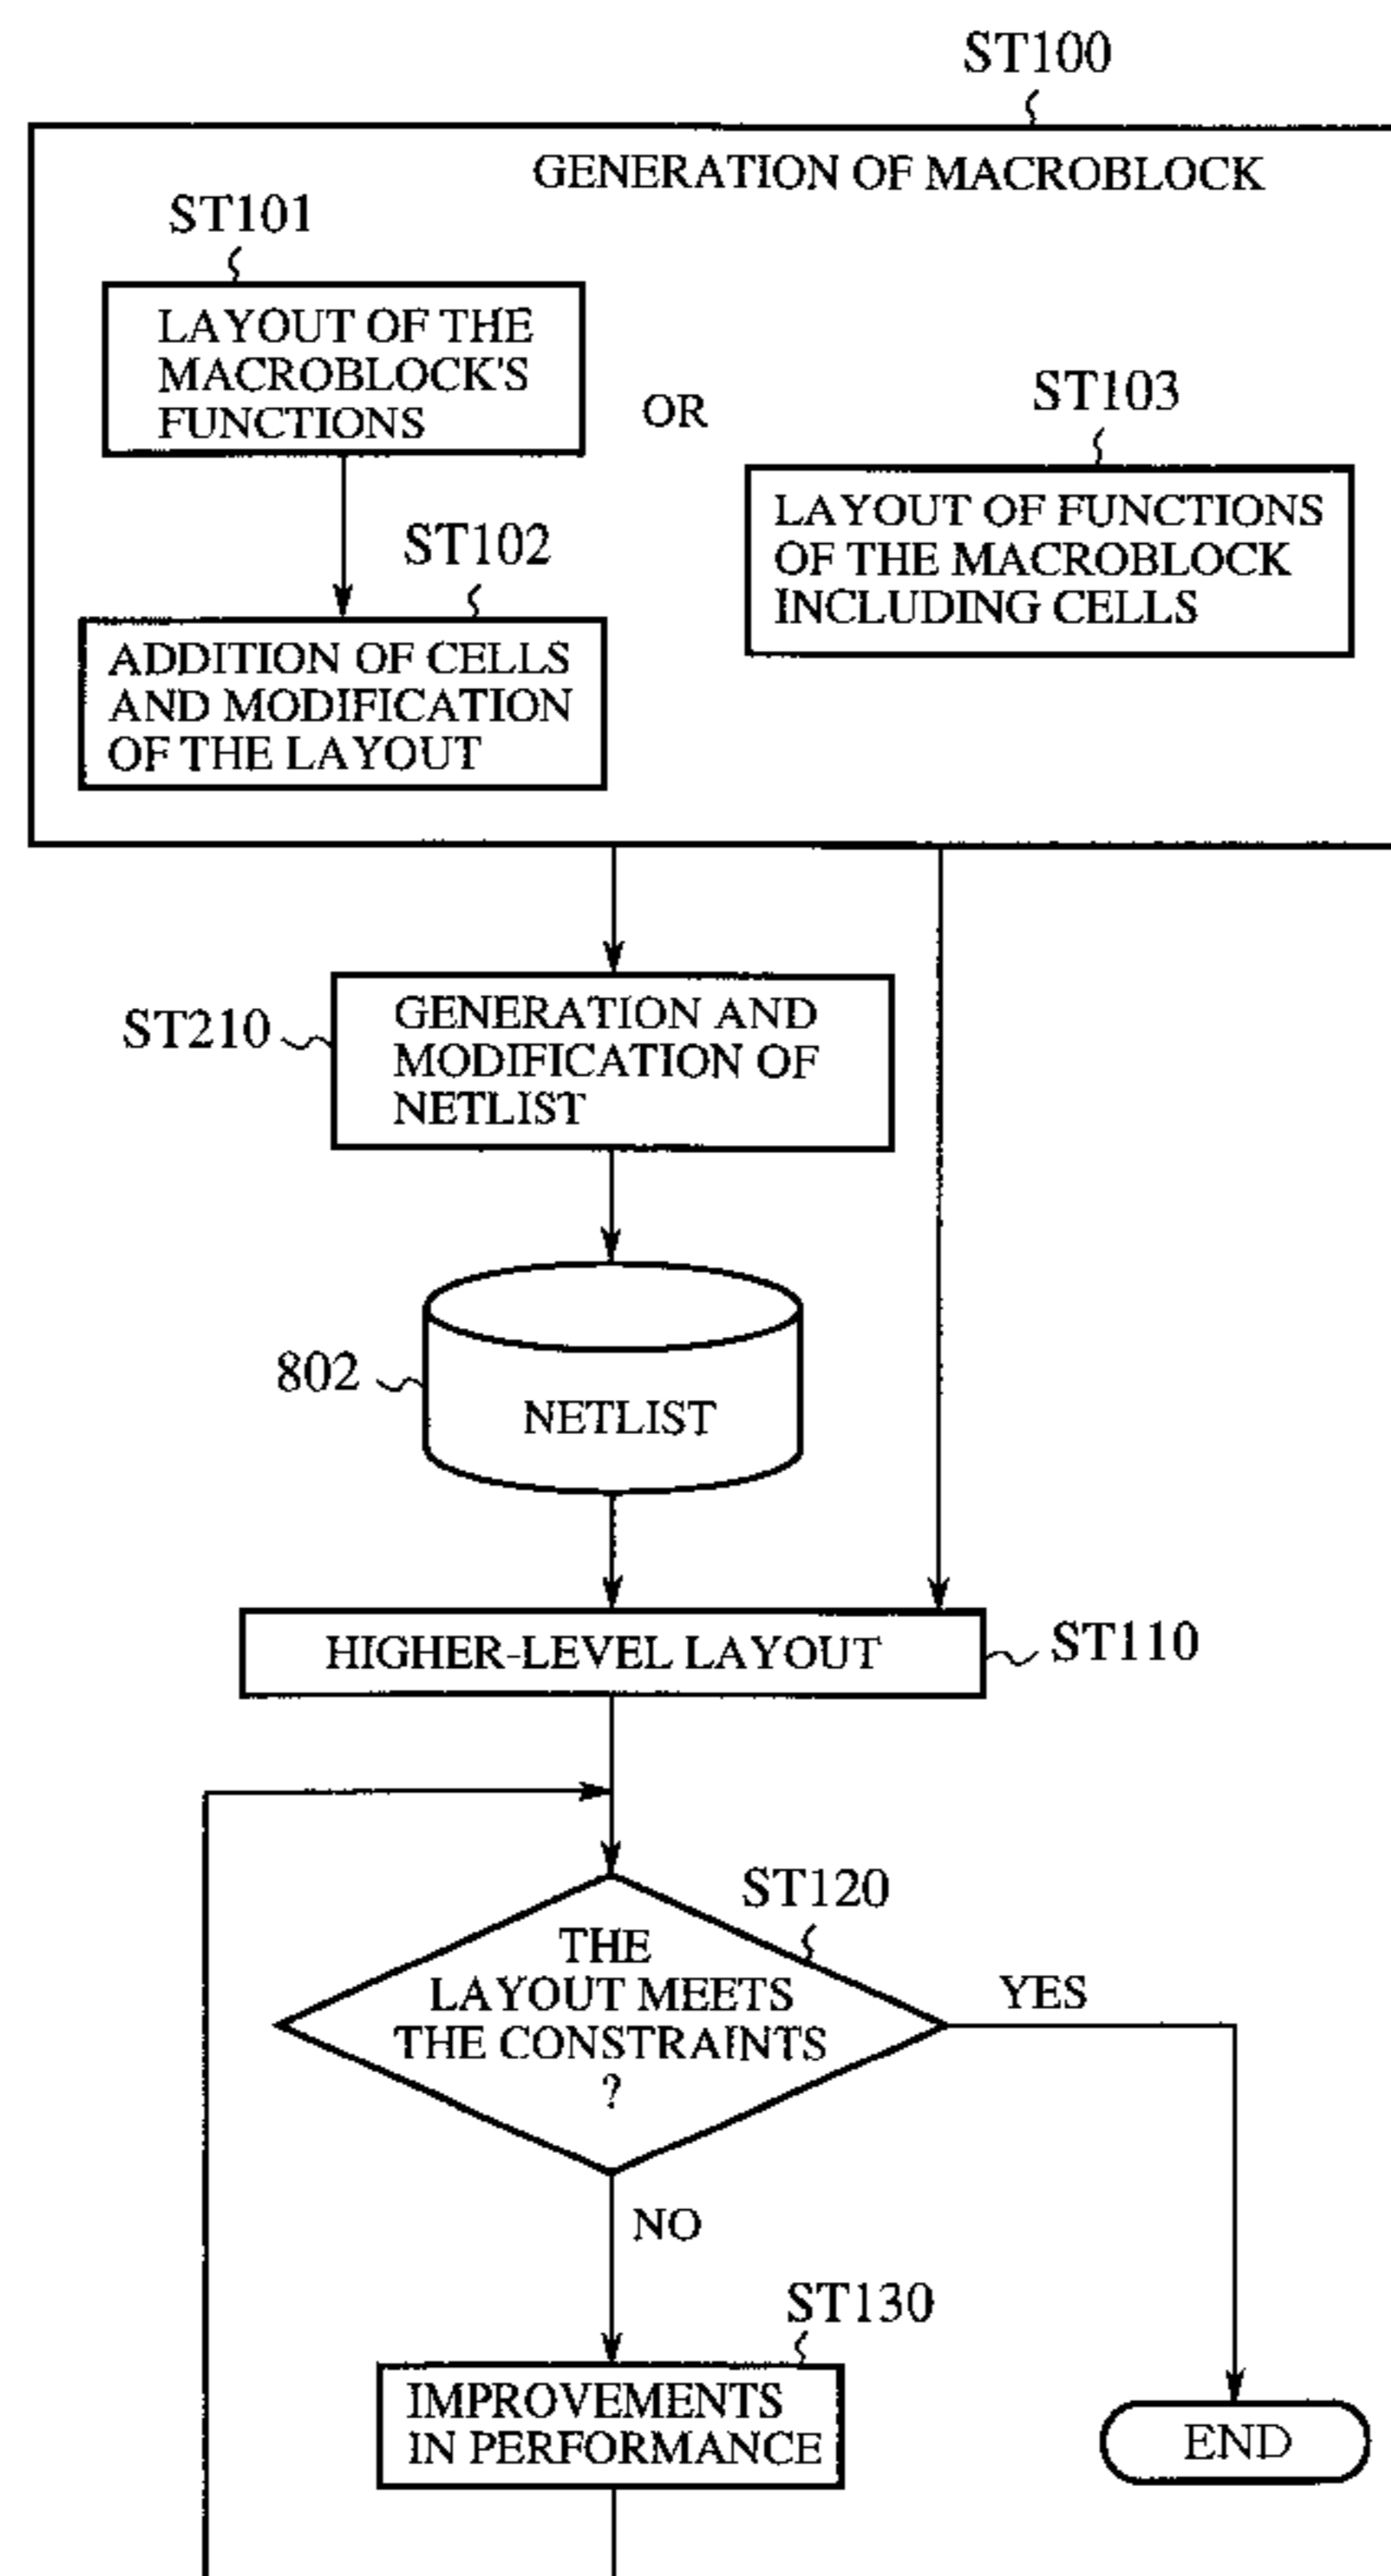 ST100
GENERATION OF MACROBLOCK
ST101
LAYOUT OF THE
MACROBLOCK'S
FUNCTIONS
OR
ST103
LAYOUT OF FUNCTIONS
OF THE MACROBLOCK
INCLUDING CELLS
ST102
ADDITION OF CELLS
AND MODIFICATION
OF THE LAYOUT
ST210
GENERATION AND
MODIFICATION OF
NETLIST
802
NETLIST
HIGHER-LEVEL LAYOUT
ST110
ST120
THE
LAYOUT MEETS
THE CONSTRAINTS
?
YES
NO
ST130
IMPROVEMENTS
IN PERFORMANCE
END